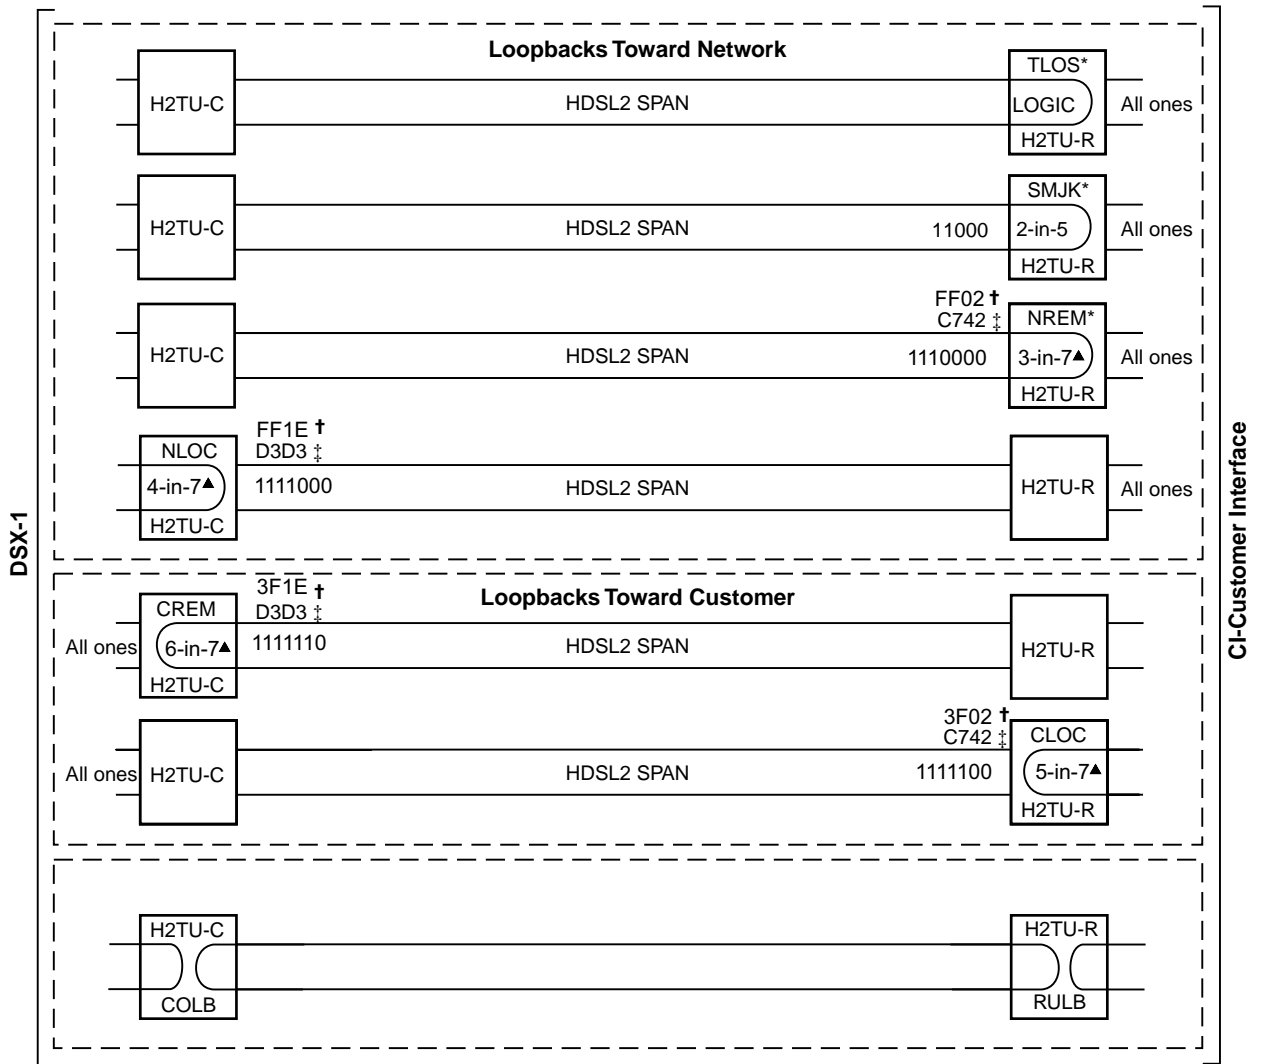 Loopbacks Toward Network
TLOS*
H2TU-C
HDSL2 SPAN
LOGIC
All ones
H2TU-R
SMJK*
H2TU-C
HDSL2 SPAN
11000
2-in-5
All ones
H2TU-R
FF02 †
C742 ‡
NREM*
H2TU-C
HDSL2 SPAN
1110000
3-in-7▲
All ones
H2TU-R
FF1E †
NLOC
D3D3 ‡
4-in-7▲
1111000
HDSL2 SPAN
H2TU-R
All ones
H2TU-C
DSX-1
CI-Customer Interface
3F1E †
Loopbacks Toward Customer
CREM
D3D3 ‡
All ones
6-in-7▲
1111110
HDSL2 SPAN
H2TU-R
H2TU-C
3F02 †
C742 ‡
CLOC
All ones
H2TU-C
HDSL2 SPAN
1111100
5-in-7▲
H2TU-R
H2TU-C
H2TU-R
COLB
RULB